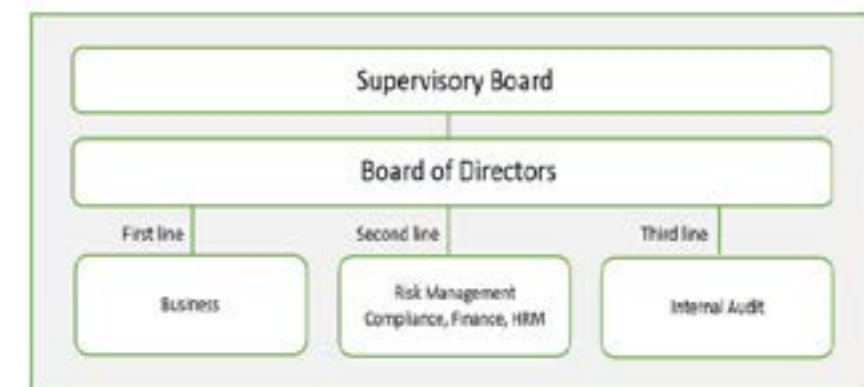 Supervisory Board
Board of Directors
First line
Second line
Third line
Business
Risk Management
Compliance, Finance, HRM
Internal Audit